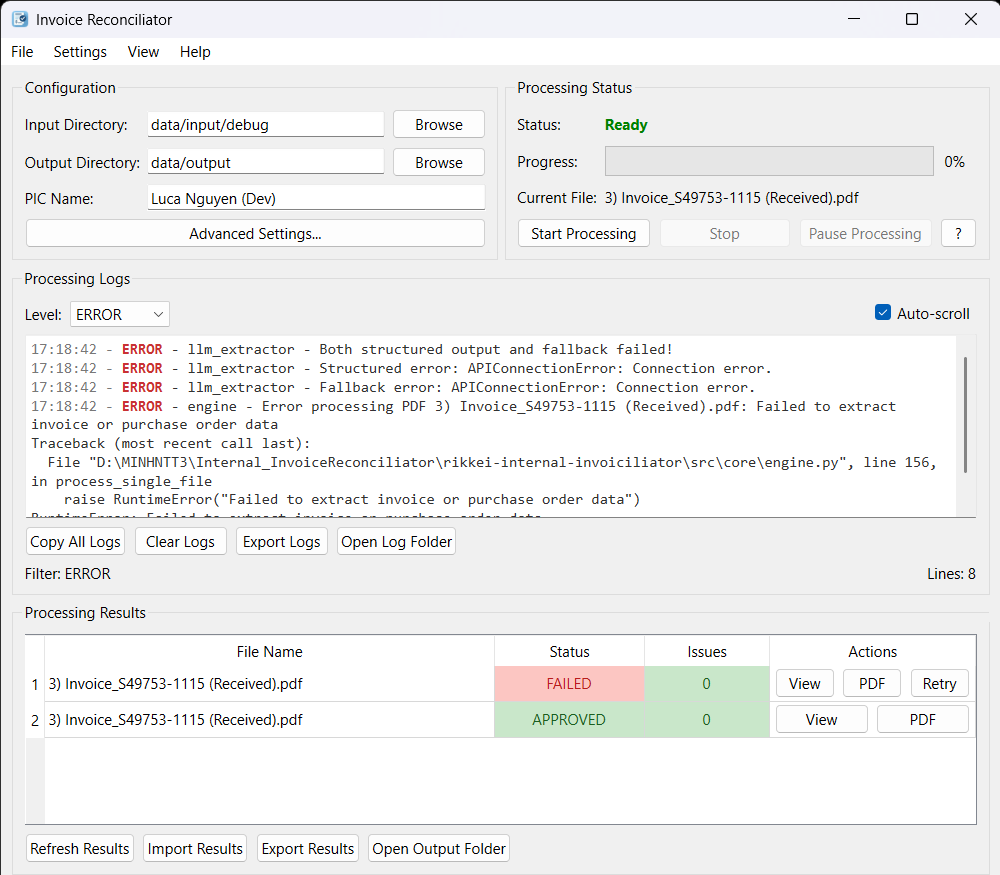 Invoice Reconciliator
File Settings View Help
Configuration
Input Directory: data/input/debug Browse
Output Directory: data/output Browse
PIC Name: Luca Nguyen (Dev)
Advanced Settings...
Processing Status
Status: Ready
Progress: 0%
Current File: 3) Invoice_S49753-1115 (Received).pdf
Start Processing Stop Pause Processing ?
Processing Logs
Level: ERROR Auto-scroll
17:18:42 - ERROR - llm_extractor - Both structured output and fallback failed!
17:18:42 - ERROR - llm_extractor - Structured error: APIConnectionError: Connection error.
17:18:42 - ERROR - llm_extractor - Fallback error: APIConnectionError: Connection error.
17:18:42 - ERROR - engine - Error processing PDF 3) Invoice_S49753-1115 (Received).pdf: Failed to extract
invoice or purchase order data
Traceback (most recent call last):
File "D:\MINHNTT3\Internal_InvoiceReconciliator\rikkei-internal-invoiciliator\src\core\engine.py", line 156,
in process_single_file
raise RuntimeError("Failed to extract invoice or purchase order data")
RuntimeError: Failed to extract invoice or purchase order data
Copy All Logs Clear Logs Export Logs Open Log Folder
Filter: ERROR Lines: 8
Processing Results
File Name Status Issues Actions
1 3) Invoice_S49753-1115 (Received).pdf FAILED 0 View PDF Retry
2 3) Invoice_S49753-1115 (Received).pdf APPROVED 0 View PDF
Refresh Results Import Results Export Results Open Output Folder